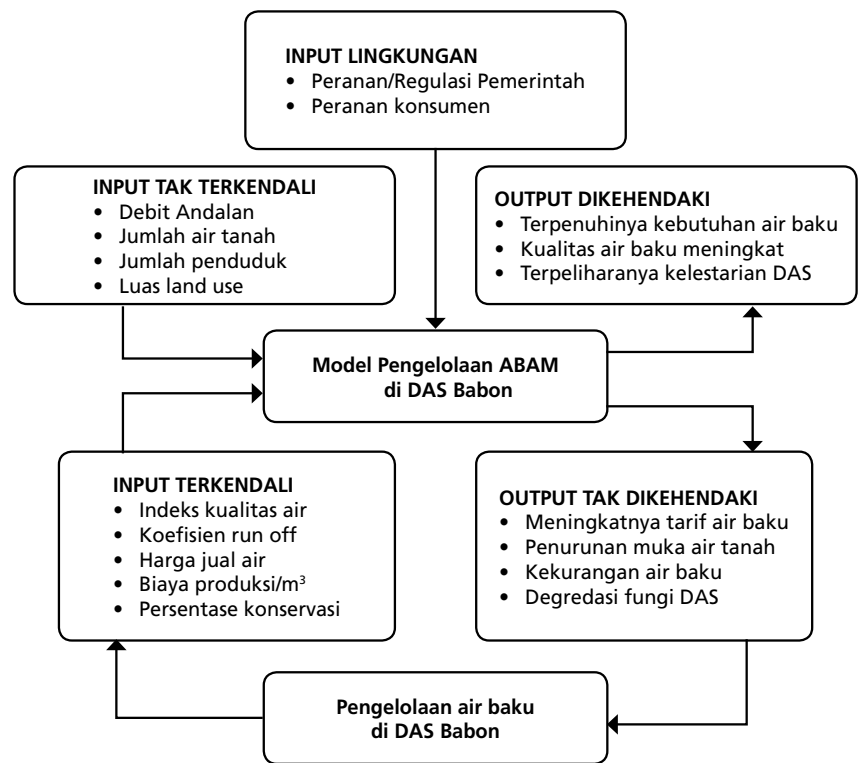 INPUT LINGKUNGAN
• Peranan/Regulasi Pemerintah
• Peranan konsumen
INPUT TAK TERKENDALI
• Debit Andalan
• Jumlah air tanah
• Jumlah penduduk
• Luas land use
OUTPUT DIKEHENDAKI
• Terpenuhinya kebutuhan air baku
• Kualitas air baku meningkat
• Terpeliharanya kelestarian DAS
Model Pengelolaan ABAM
di DAS Babon
INPUT TERKENDALI
• Indeks kualitas air
• Koefisien run off
• Harga jual air
• Biaya produksi/m³
• Persentase konservasi
OUTPUT TAK DIKEHENDAKI
• Meningkatnya tarif air baku
• Penurunan muka air tanah
• Kekurangan air baku
• Degredasi fungi DAS
Pengelolaan air baku
di DAS Babon